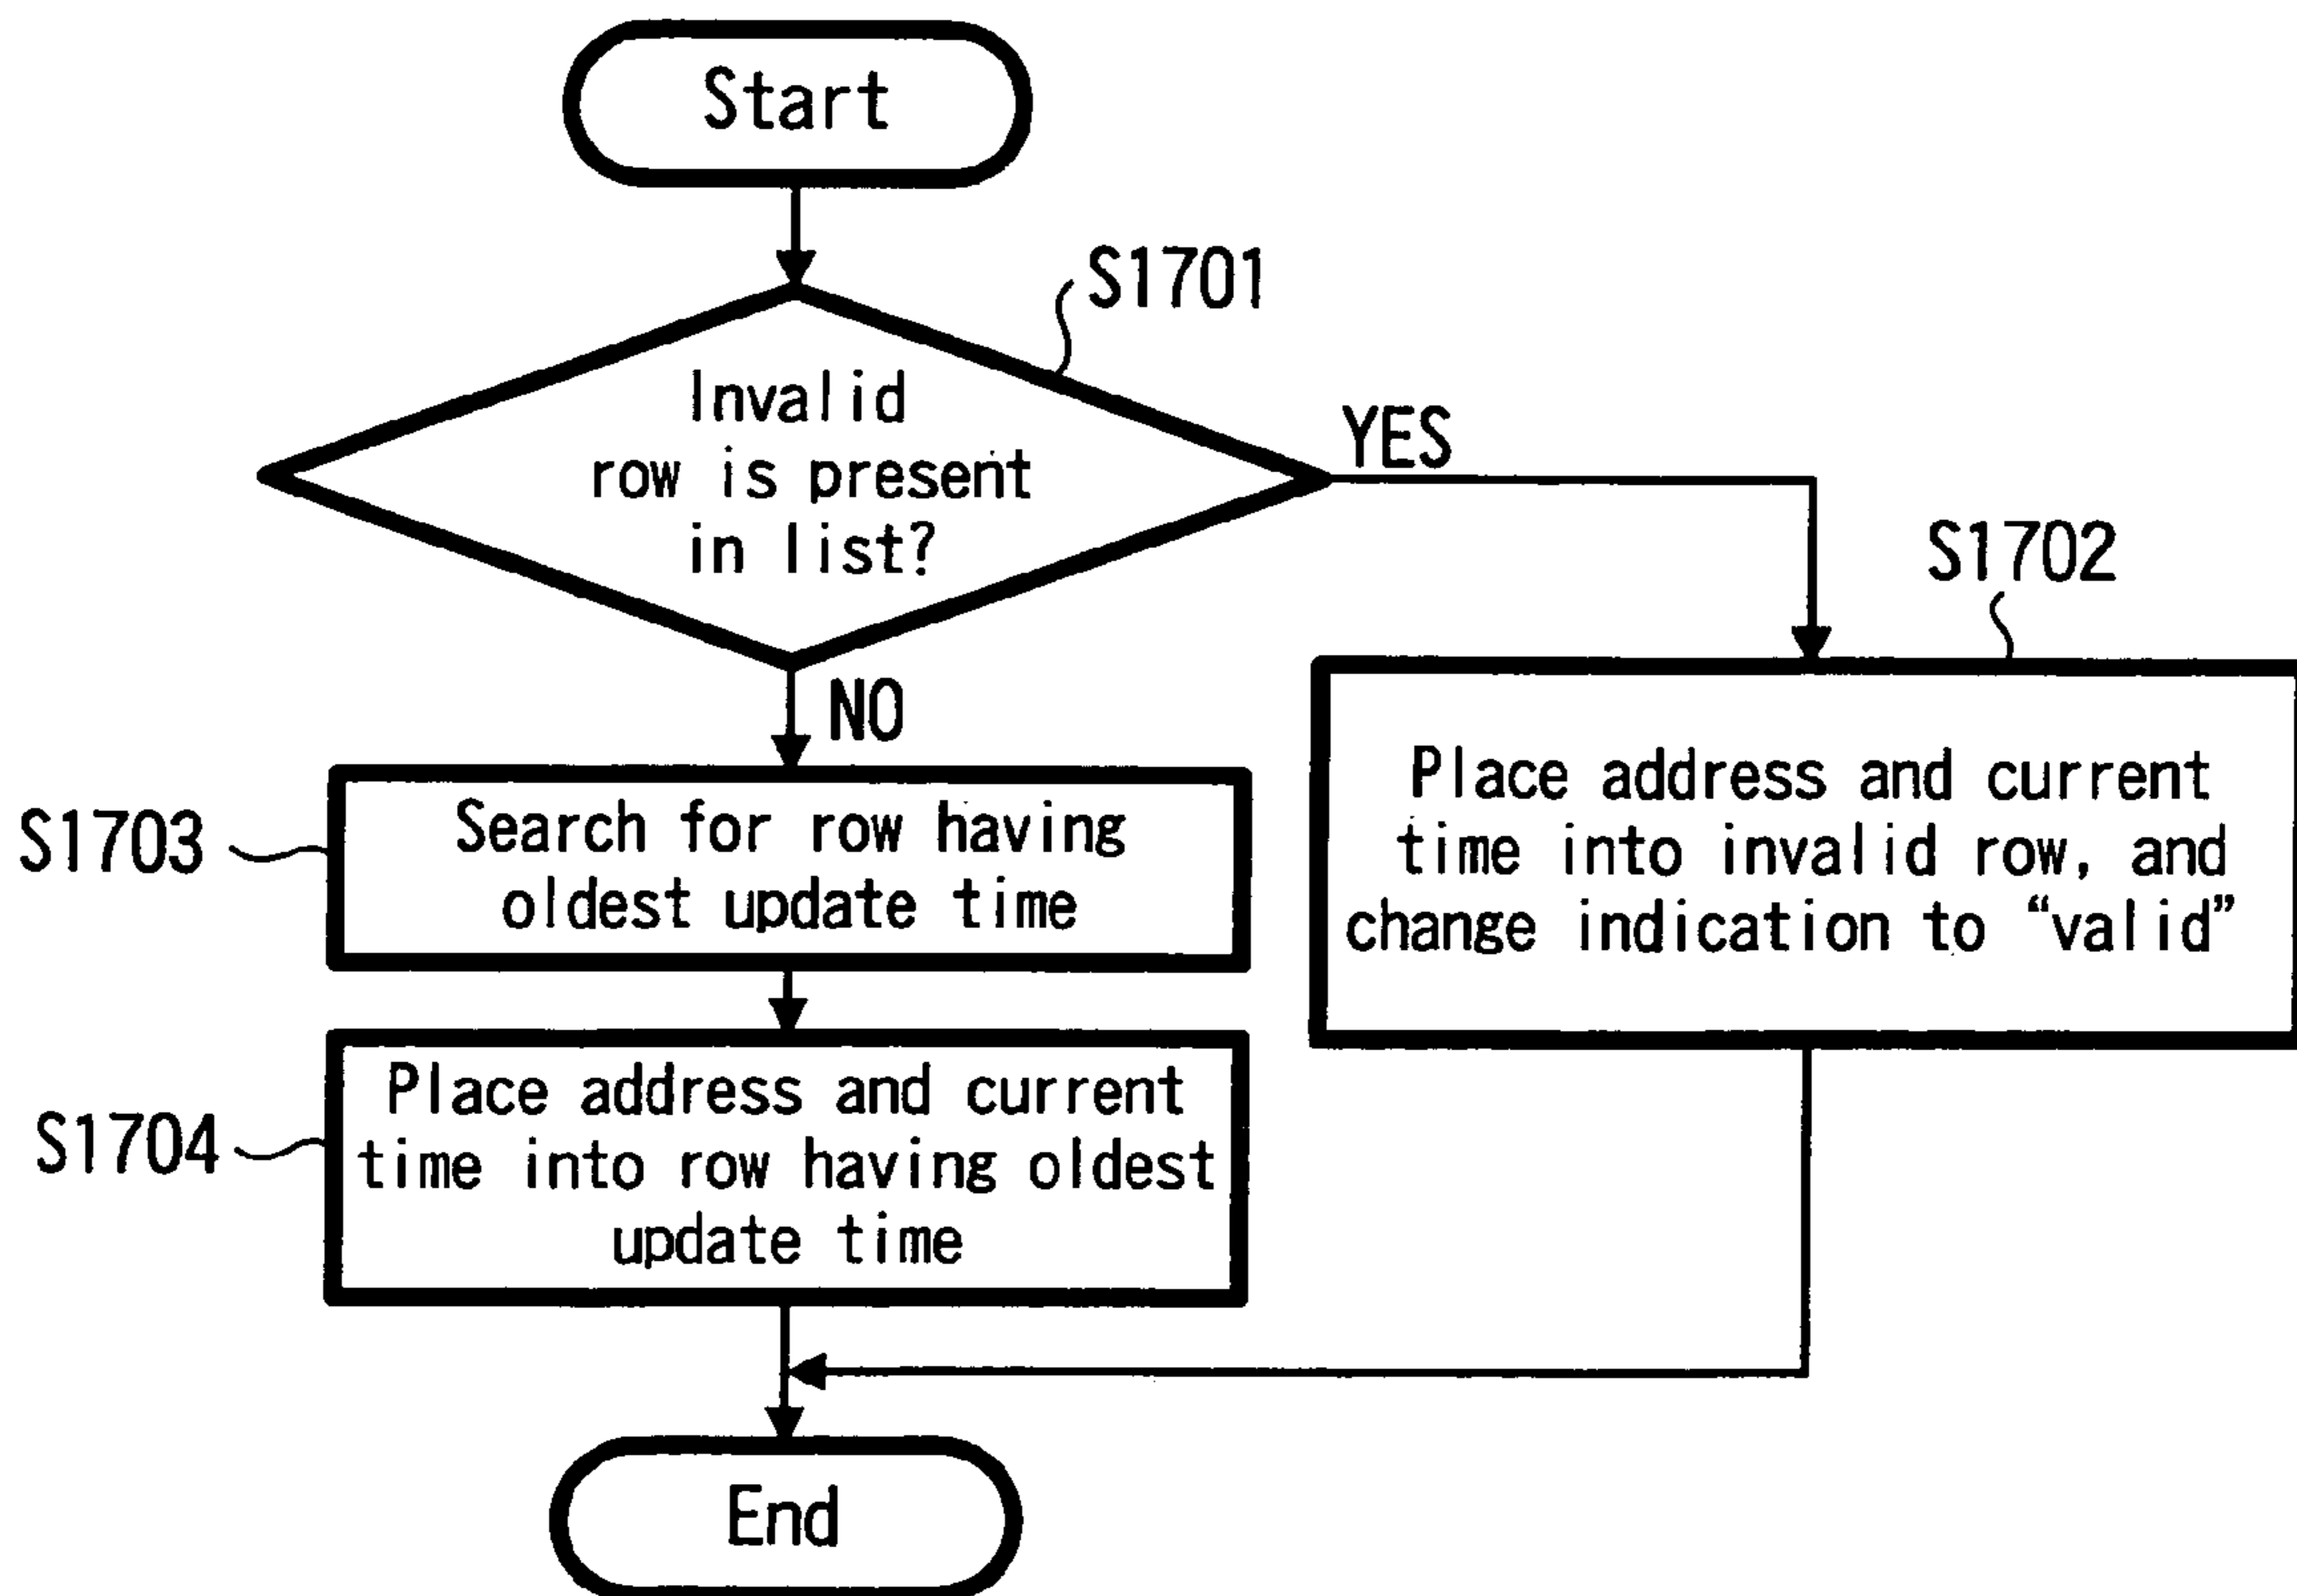 Start
S1701
Invalid
row is present
in list?
YES
NO
S1702
Place address and current
time into invalid row, and
change indication to “valid”
S1703
Search for row having
oldest update time
S1704
Place address and current
time into row having oldest
update time
End